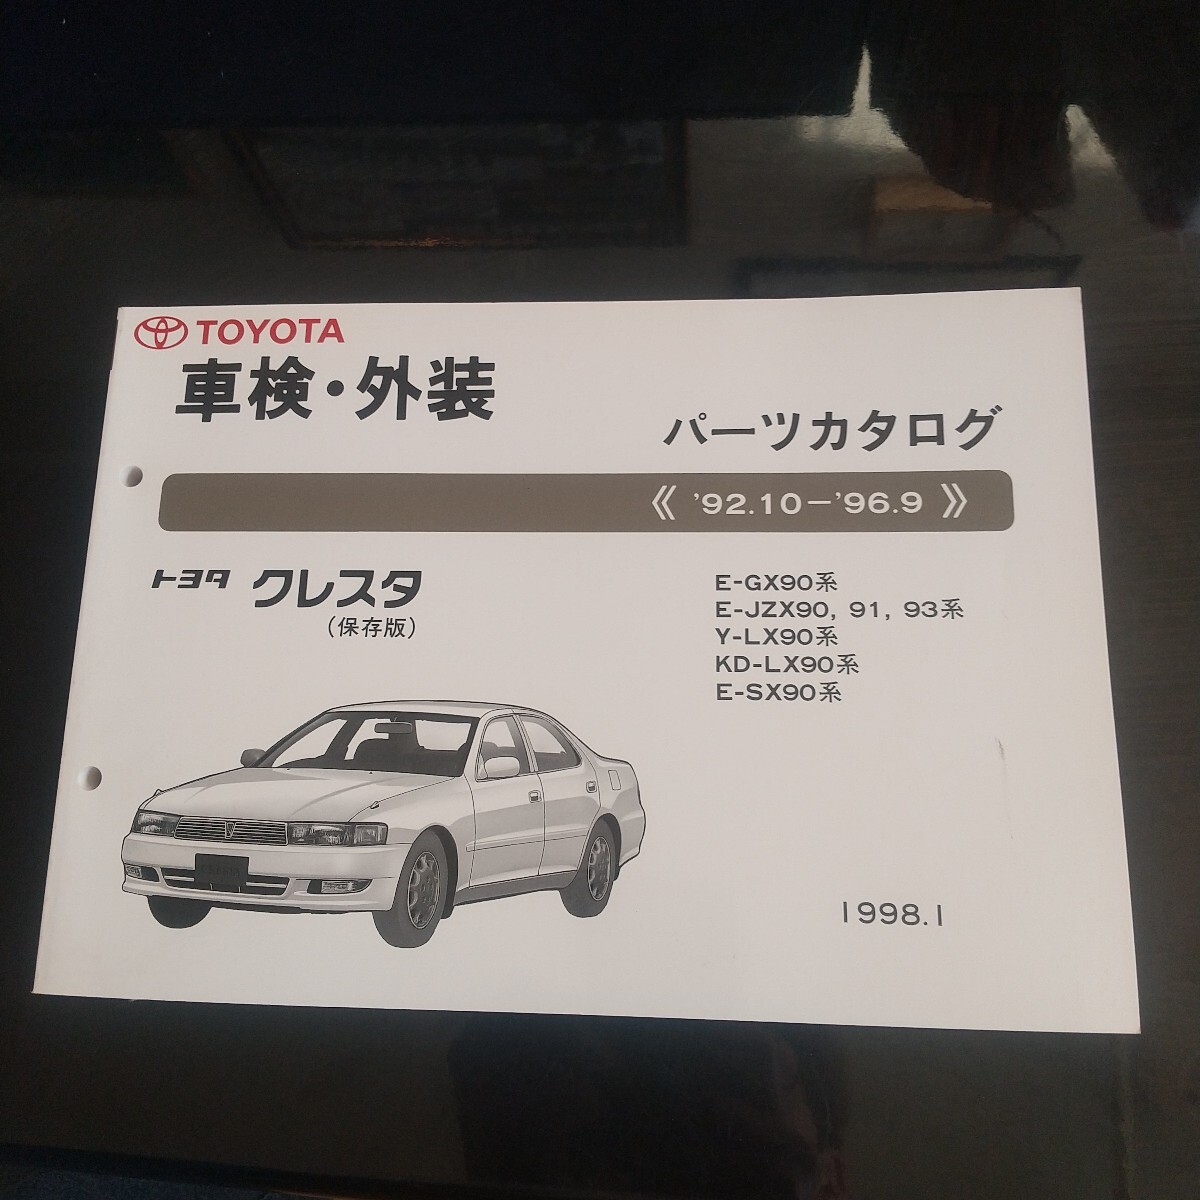 TOYOTA
車検・外装
パーツカタログ
《 '92.10－'96.9 》
トヨタ クレスタ
(保存版)
E-GX90系
E-JZX90, 91, 93系
Y-LX90系
KD-LX90系
E-SX90系
1998.1